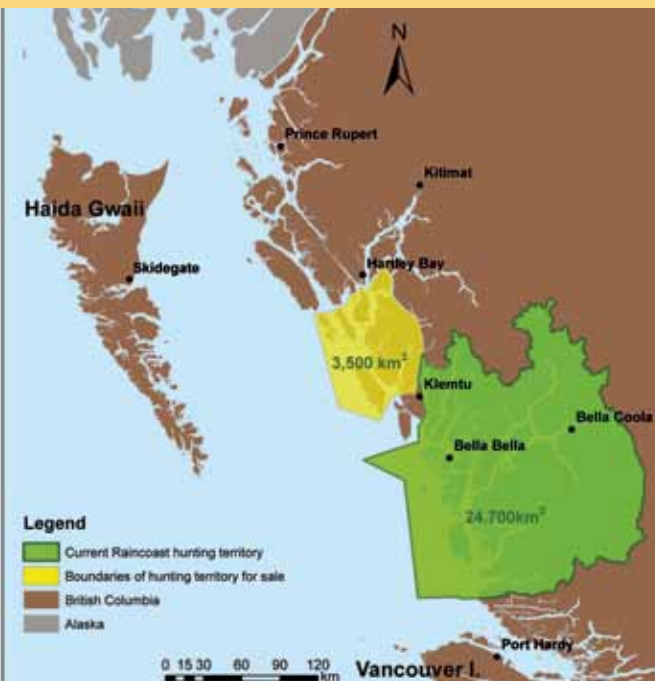 N
Prince Rupert
Kitimat
Haida Gwaii
Hartley Bay
Skidegate
3,500 km²
Klemtu
Bella Coola
Bella Bella
24,700km²
Legend
Current Raincoast hunting territory
Boundaries of hunting territory for sale
British Columbia
Alaska
Port Hardy
0 15 30 60 90 120
km
Vancouver I.